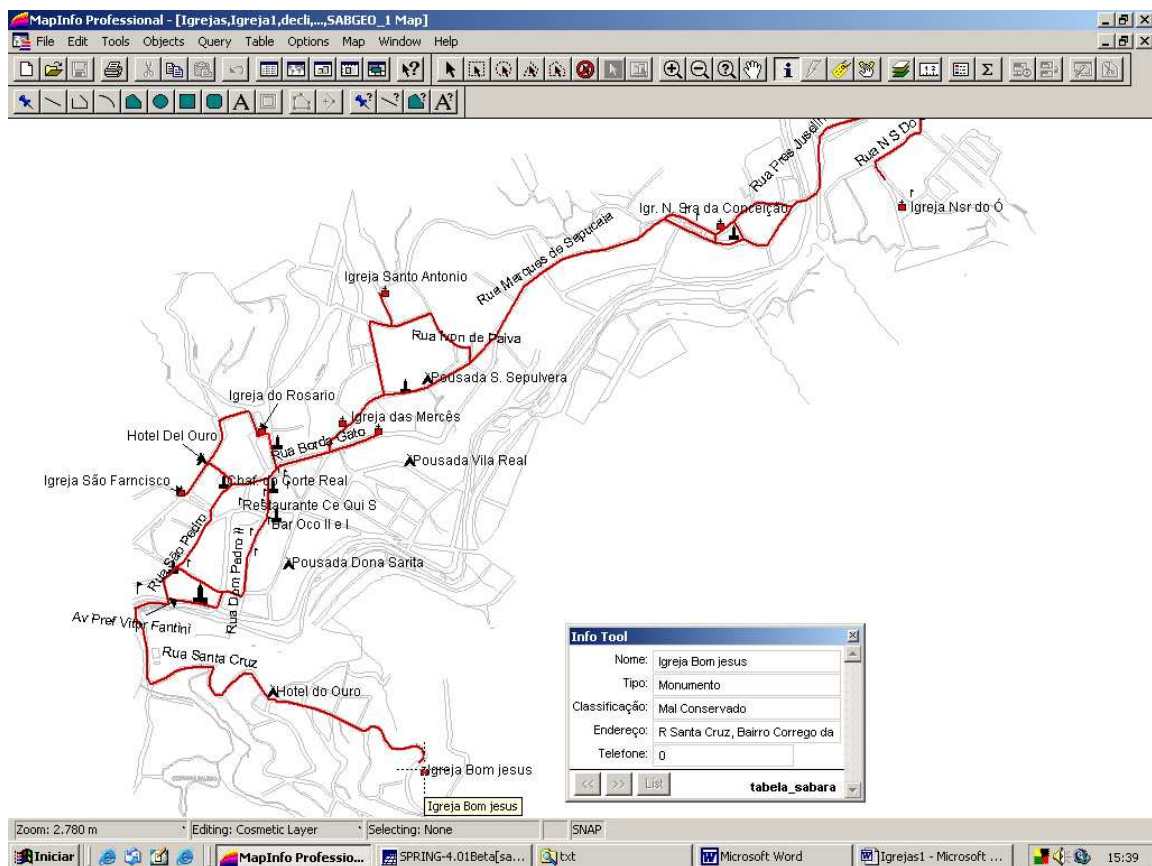 MapInfo Professional - [Igrejas,Igreja1,decli,...,SABGEO_1 Map]
File Edit Tools Objects Query Table Options Map Window Help
Rua Pres Juselin
Rua N S Do
Igr. N. Sra da Conceição
Igreja Nsr do Ó
Rua Marques de Sapucaia
Igreja Santo Antonio
Rua Ivon de Paiva
Pousada S. Sepulvera
Igreja do Rosario
Igreja das Mercês
Hotel Del Ouro
Rua Borda Gato
Pousada Vila Real
Igreja São Farncisco
Chaf. do Corte Real
Restaurante Ce Qui S
Bar Oco II e I
Rua São Pedro
Rua Dom Pedro II
Pousada Dona Sarita
Av Pref Vitor Fantini
Rua Santa Cruz
Hotel do Ouro
Igreja Bom jesus
Igreja Bom jesus
Info Tool
Nome: Igreja Bom jesus
Tipo: Monumento
Classificação: Mal Conservado
Endereço: R Santa Cruz, Bairro Corrego da
Telefone: 0
<< >> List tabela_sabara
Zoom: 2.780 m Editing: Cosmetic Layer Selecting: None SNAP
Iniciar MapInfo Professio... SPRING-4.01Beta[sa... txt Microsoft Word Igrejas1 - Microsoft ... 15:39